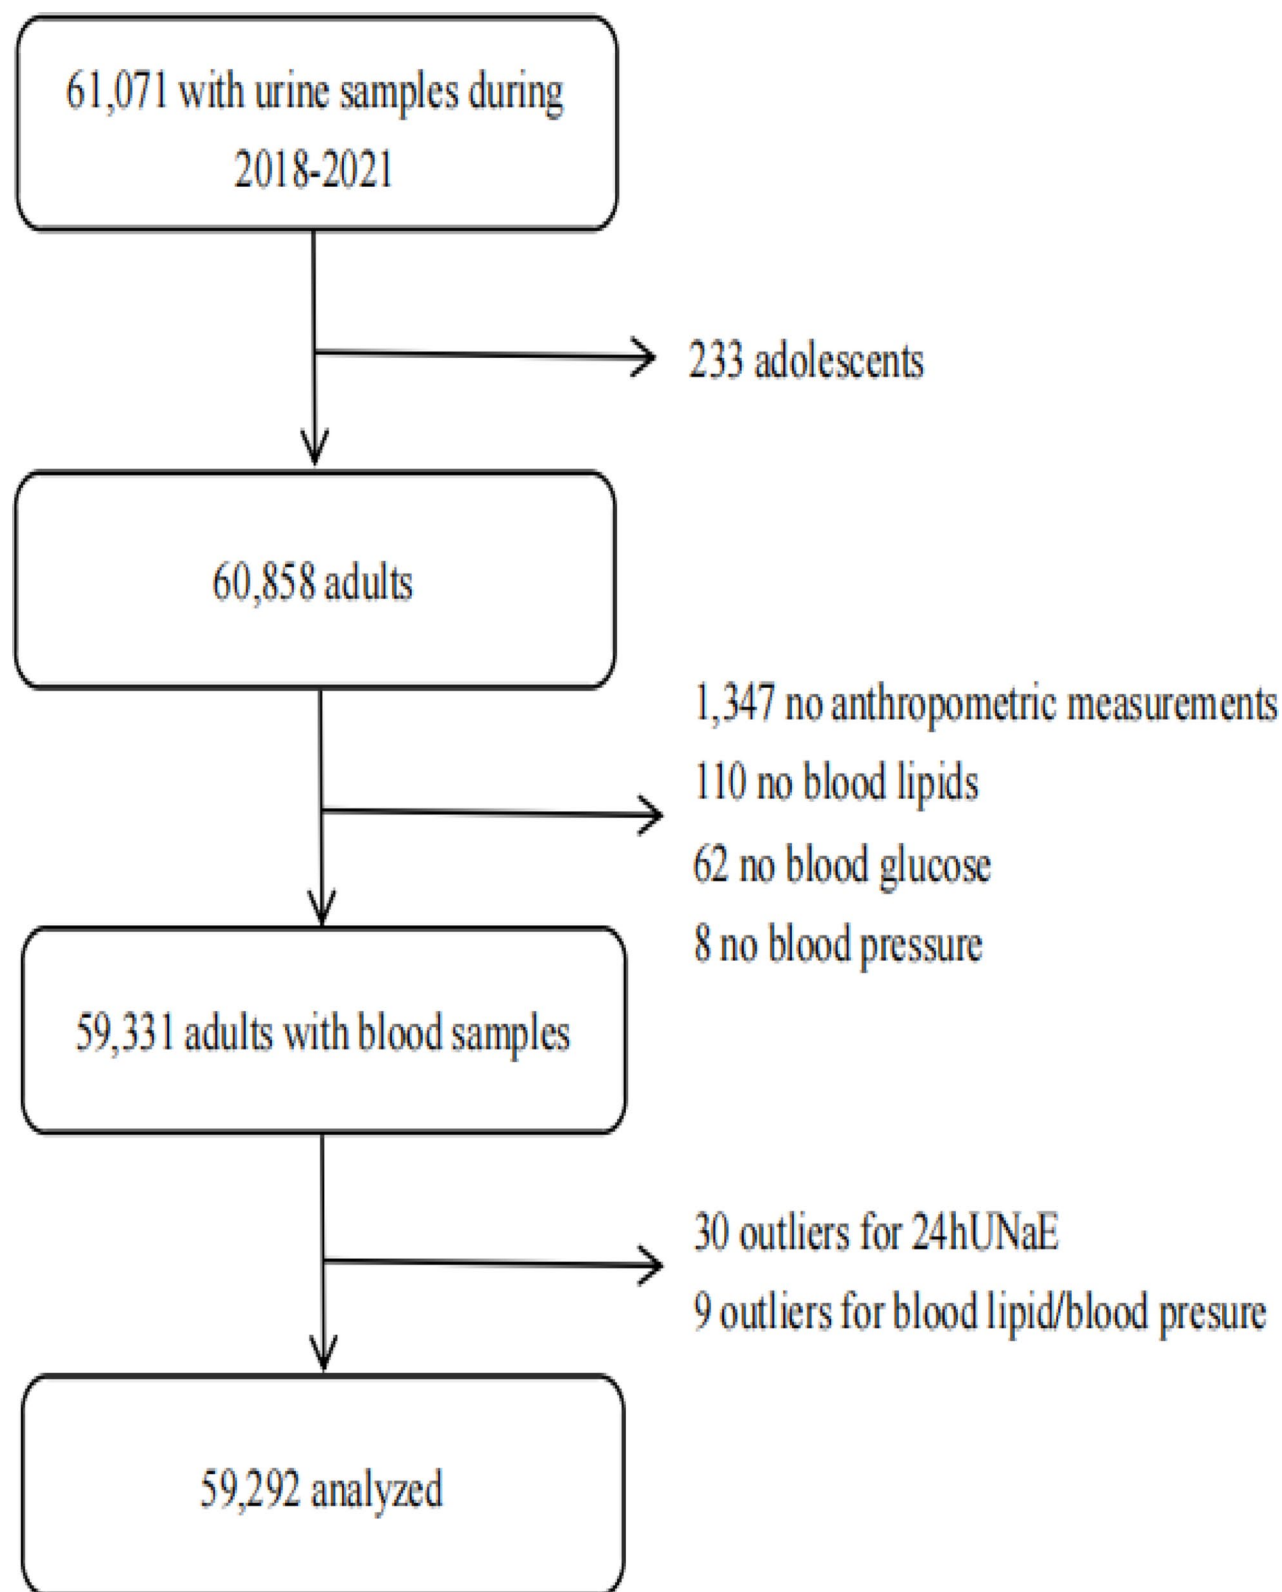 61,071 with urine samples during
2018-2021
233 adolescents
60,858 adults
1,347 no anthropometric measurements
110 no blood lipids
62 no blood glucose
8 no blood pressure
59,331 adults with blood samples
30 outliers for 24hUNaE
9 outliers for blood lipid/blood presure
59,292 analyzed